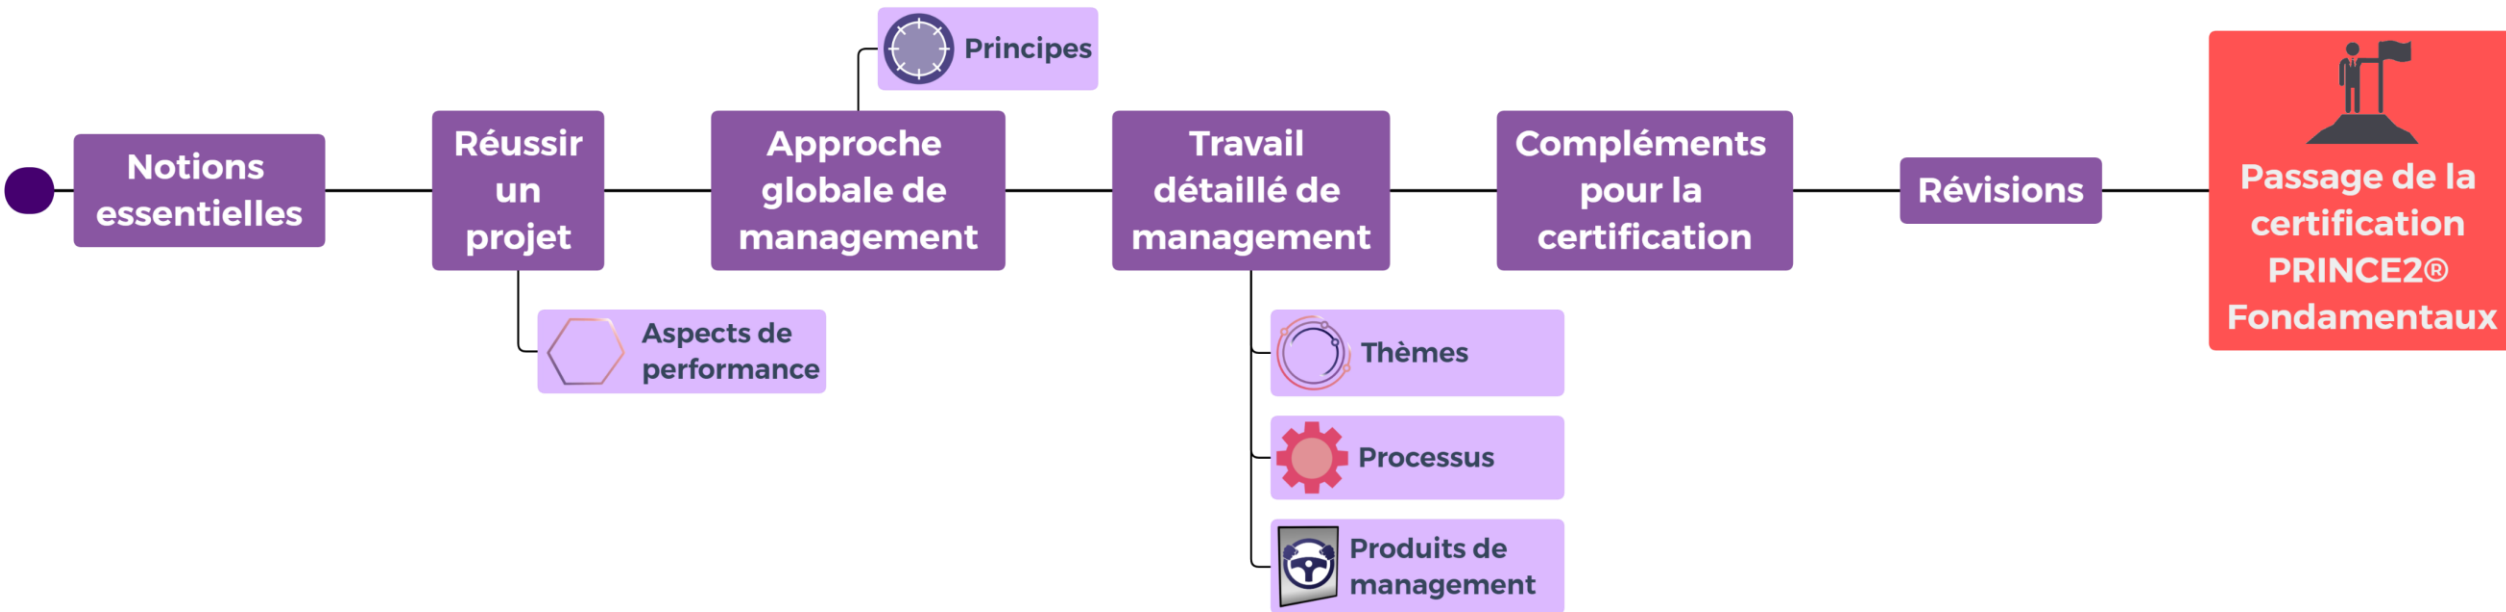 Principes
Notions
essentielles
Réussir
un
projet
Approche
globale de
management
Travail
détaillé de
management
Compléments
pour la
certification
Révisions
Passage de la
certification
PRINCE2®
Fondamentaux
Aspects de
performance
Thèmes
Processus
Produits de
management